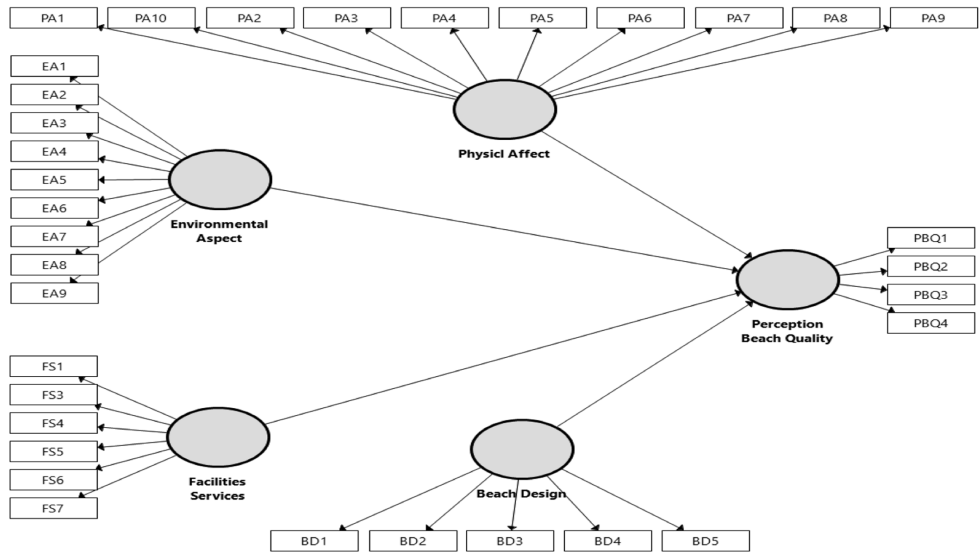 PA1
PA10
PA2
PA3
PA4
PA5
PA6
PA7
PA8
PA9
Physicl Affect
EA1
EA2
EA3
EA4
EA5
EA6
EA7
EA8
EA9
Environmental
Aspect
PBQ1
PBQ2
PBQ3
PBQ4
Perception
Beach Quality
FS1
FS3
FS4
FS5
FS6
FS7
Facilities
Services
Beach Design
BD1
BD2
BD3
BD4
BD5